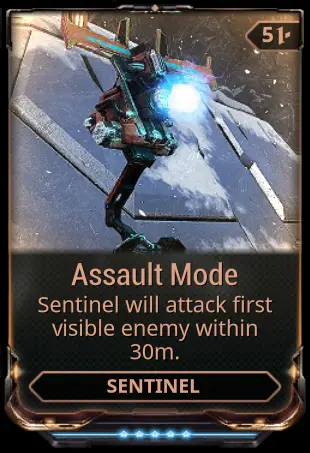 51
Assault Mode
Sentinel will attack first
visible enemy within
30m.
SENTINEL